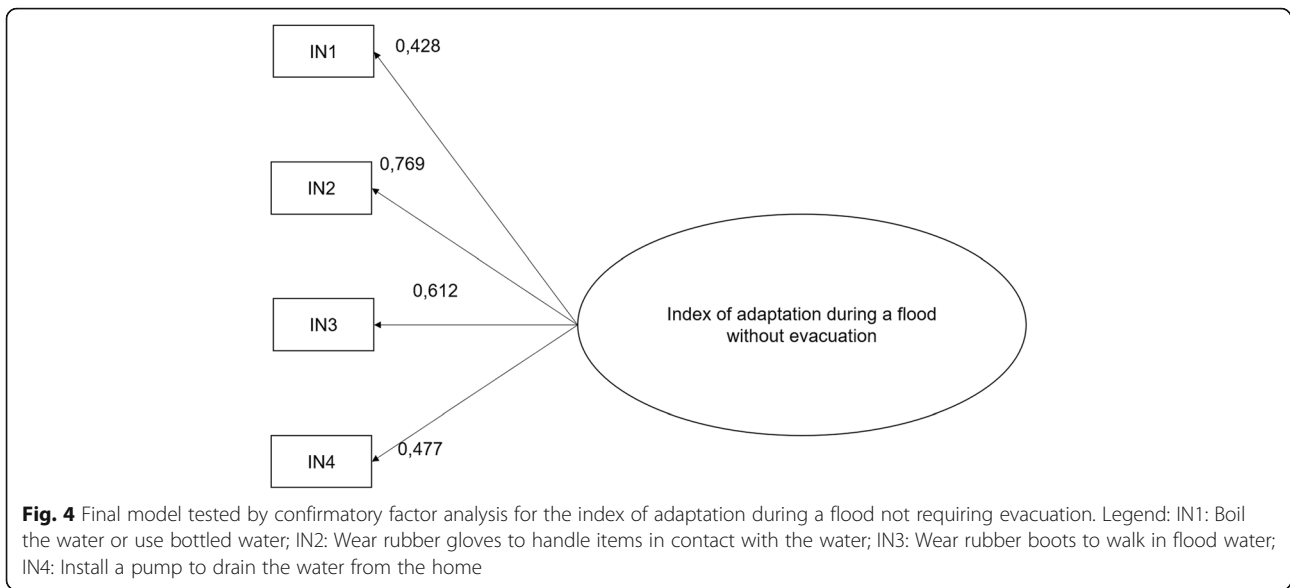 IN1
0,428
IN2
0,769
IN3
0,612
Index of adaptation during a flood
without evacuation
IN4
0,477
Fig. 4 Final model tested by confirmatory factor analysis for the index of adaptation during a flood not requiring evacuation. Legend: IN1: Boil
the water or use bottled water; IN2: Wear rubber gloves to handle items in contact with the water; IN3: Wear rubber boots to walk in flood water;
IN4: Install a pump to drain the water from the home